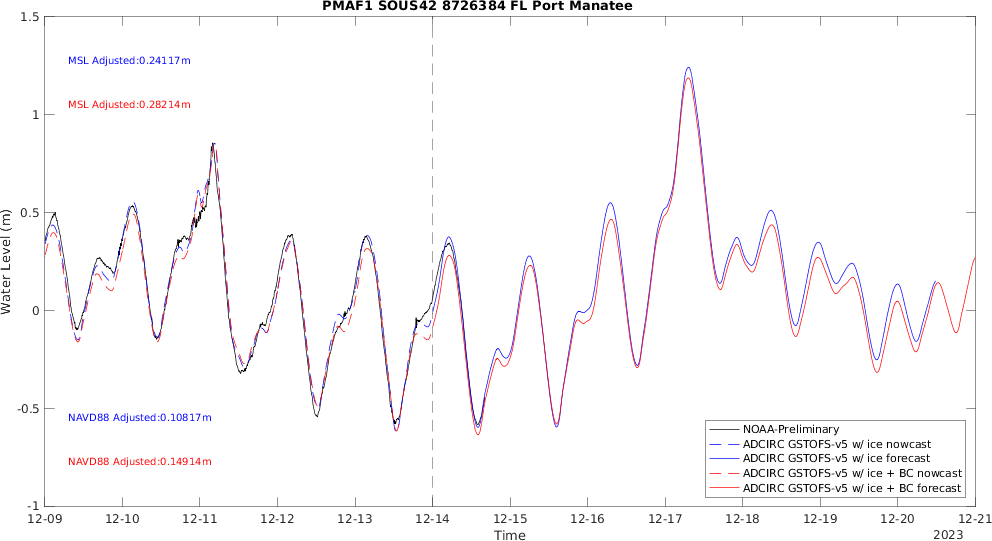 PMAF1 SOUS42 8726384 FL Port Manatee
1.5
1
0.5
0
-0.5
-1
Water Level (m)
MSL Adjusted:0.24117m
MSL Adjusted:0.28214m
NAVD88 Adjusted:0.10817m
NAVD88 Adjusted:0.14914m
NOAA-Preliminary
ADCIRC GSTOFS-v5 w/ ice nowcast
ADCIRC GSTOFS-v5 w/ ice forecast
ADCIRC GSTOFS-v5 w/ ice + BC nowcast
ADCIRC GSTOFS-v5 w/ ice + BC forecast
12-09 12-10 12-11 12-12 12-13 12-14 12-15 12-16 12-17 12-18 12-19 12-20 12-21
Time
2023